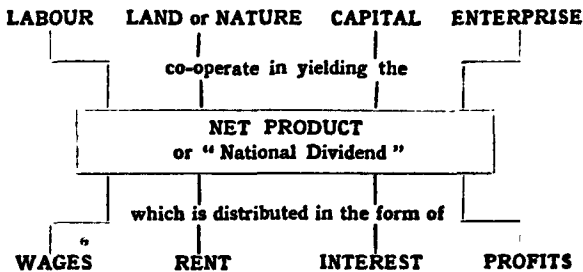 LABOUR LAND or NATURE CAPITAL ENTERPRISE
co-operate in yielding the
NET PRODUCT
or “ National Dividend ”
which is distributed in the form of
WAGES RENT INTEREST PROFITS